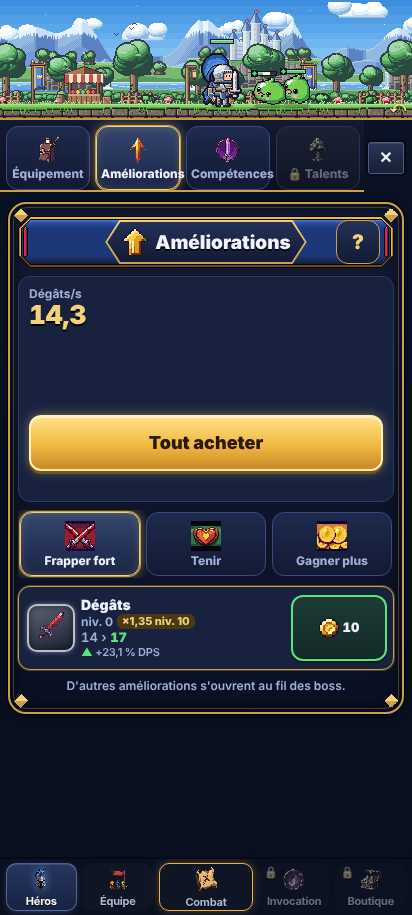 Équipement
Améliorations
Compétences
Talents
×
Améliorations
?
Dégâts/s
14,3
Tout acheter
Frapper fort
Tenir
Gagner plus
Dégâts
niv. 0 ×1,35 niv. 10
14 › 17
▲ +23,1 % DPS
10
D'autres améliorations s'ouvrent au fil des boss.
Héros
Équipe
Combat
Invocation
Boutique